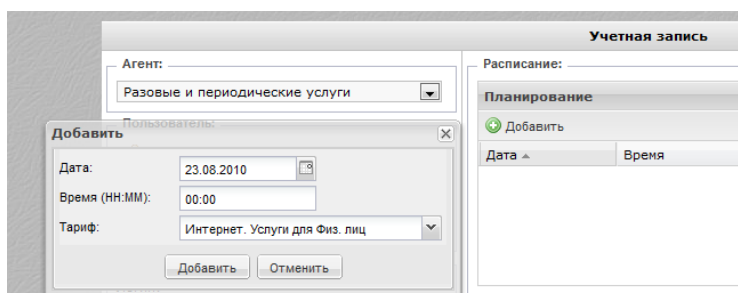 Учетная запись
Агент:
Разовые и периодические услуги
Пользователь:
Добавить
Дата:
23.08.2010
Время (HH:MM):
00:00
Тариф:
Интернет. Услуги для Физ. лиц
Добавить
Отменить
Расписание:
Планирование
Добавить
Дата
Время